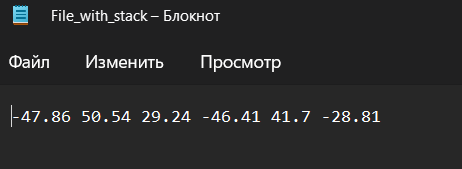 File_with_stack – Блокнот
Файл Изменить Просмотр
-47.86 50.54 29.24 -46.41 41.7 -28.81